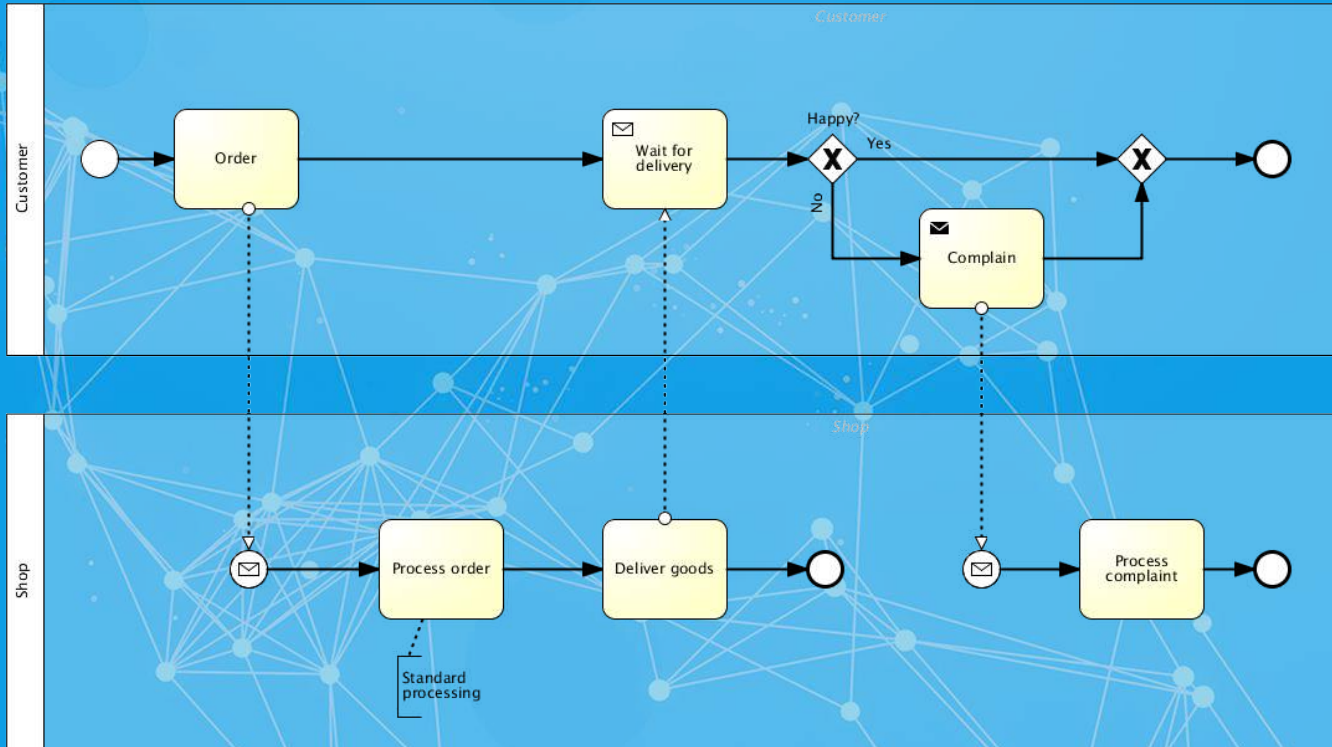 Customer
Customer
Order
Wait for
delivery
Happy?
Yes
No
Complain
Shop
Shop
Process order
Deliver goods
Process
complaint
Standard
processing